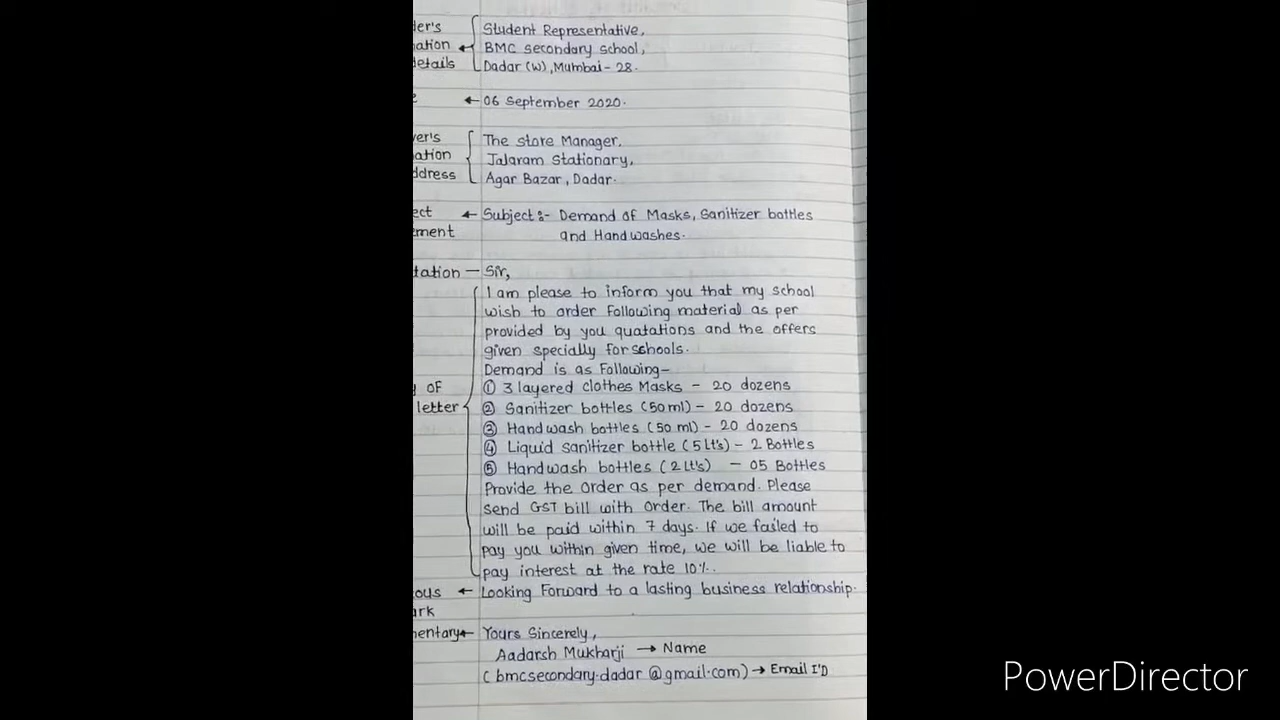 der's
ation ←
details
Student Representative,
BMC secondary school,
Dadar (W), Mumbai - 28.
e ← 06 September 2020.
ver's
ation
ddress
The store Manager,
Jalaram Stationary,
Agar Bazar, Dadar.
ect ← Subject :- Demand of Masks, Sanitizer bottles
ement and Handwashes.
tation — Sir,
I am please to inform you that my school
wish to order Following material as per
provided by you quatations and the offers
given specially for schools.
Demand is as Following-
y of ① 3 layered clothes Masks - 20 dozens
letter ② Sanitizer bottles (50 ml) - 20 dozens
③ Handwash bottles (50 ml) - 20 dozens
④ Liquid sanitizer bottle (5 Lt's) - 2 Bottles
⑤ Handwash bottles (2 Lt's) - 05 Bottles
Provide the Order as per demand. Please
send GST bill with Order. The bill amount
will be paid within 7 days. If we failed to
pay you within given time, we will be liable to
pay interest at the rate 10%.
ous ← Looking Forward to a lasting business relationship.
ark
mentary ← Yours Sincerely,
Aadarsh Mukharji → Name
(bmcsecondary.dadar @gmail.com) → Email I'D
PowerDirector